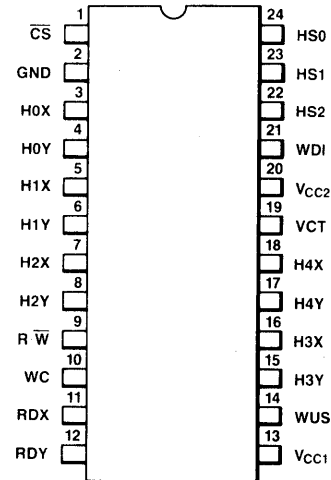 1
C̅S̅
24
HS0
2
GND
23
HS1
3
H0X
22
HS2
4
H0Y
21
WDI
5
H1X
20
VCC2
6
H1Y
19
VCT
7
H2X
18
H4X
8
H2Y
17
H4Y
9
R W̅
16
H3X
10
WC
15
H3Y
11
RDX
14
WUS
12
RDY
13
VCC1